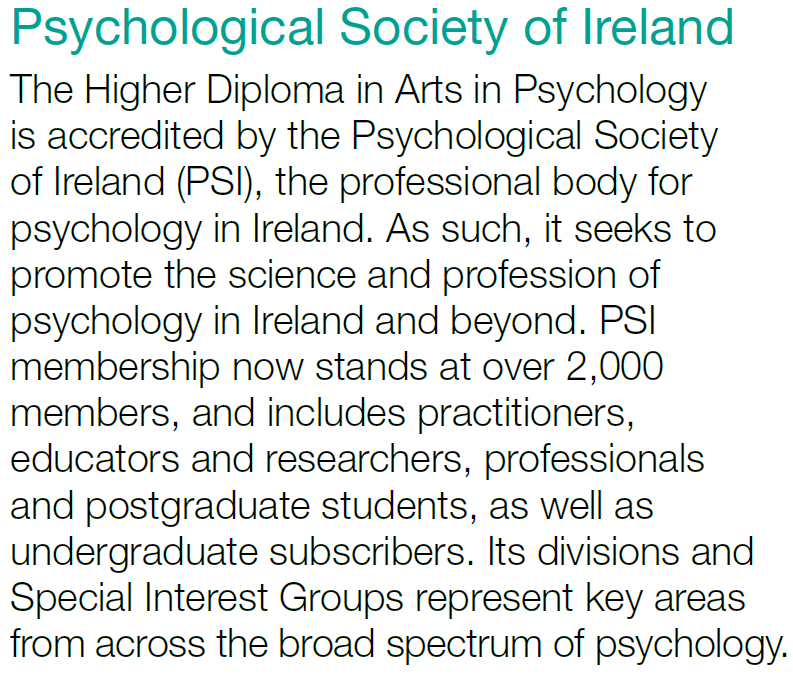 Psychological Society of Ireland
The Higher Diploma in Arts in Psychology
is accredited by the Psychological Society
of Ireland (PSI), the professional body for
psychology in Ireland. As such, it seeks to
promote the science and profession of
psychology in Ireland and beyond. PSI
membership now stands at over 2,000
members, and includes practitioners,
educators and researchers, professionals
and postgraduate students, as well as
undergraduate subscribers. Its divisions and
Special Interest Groups represent key areas
from across the broad spectrum of psychology.